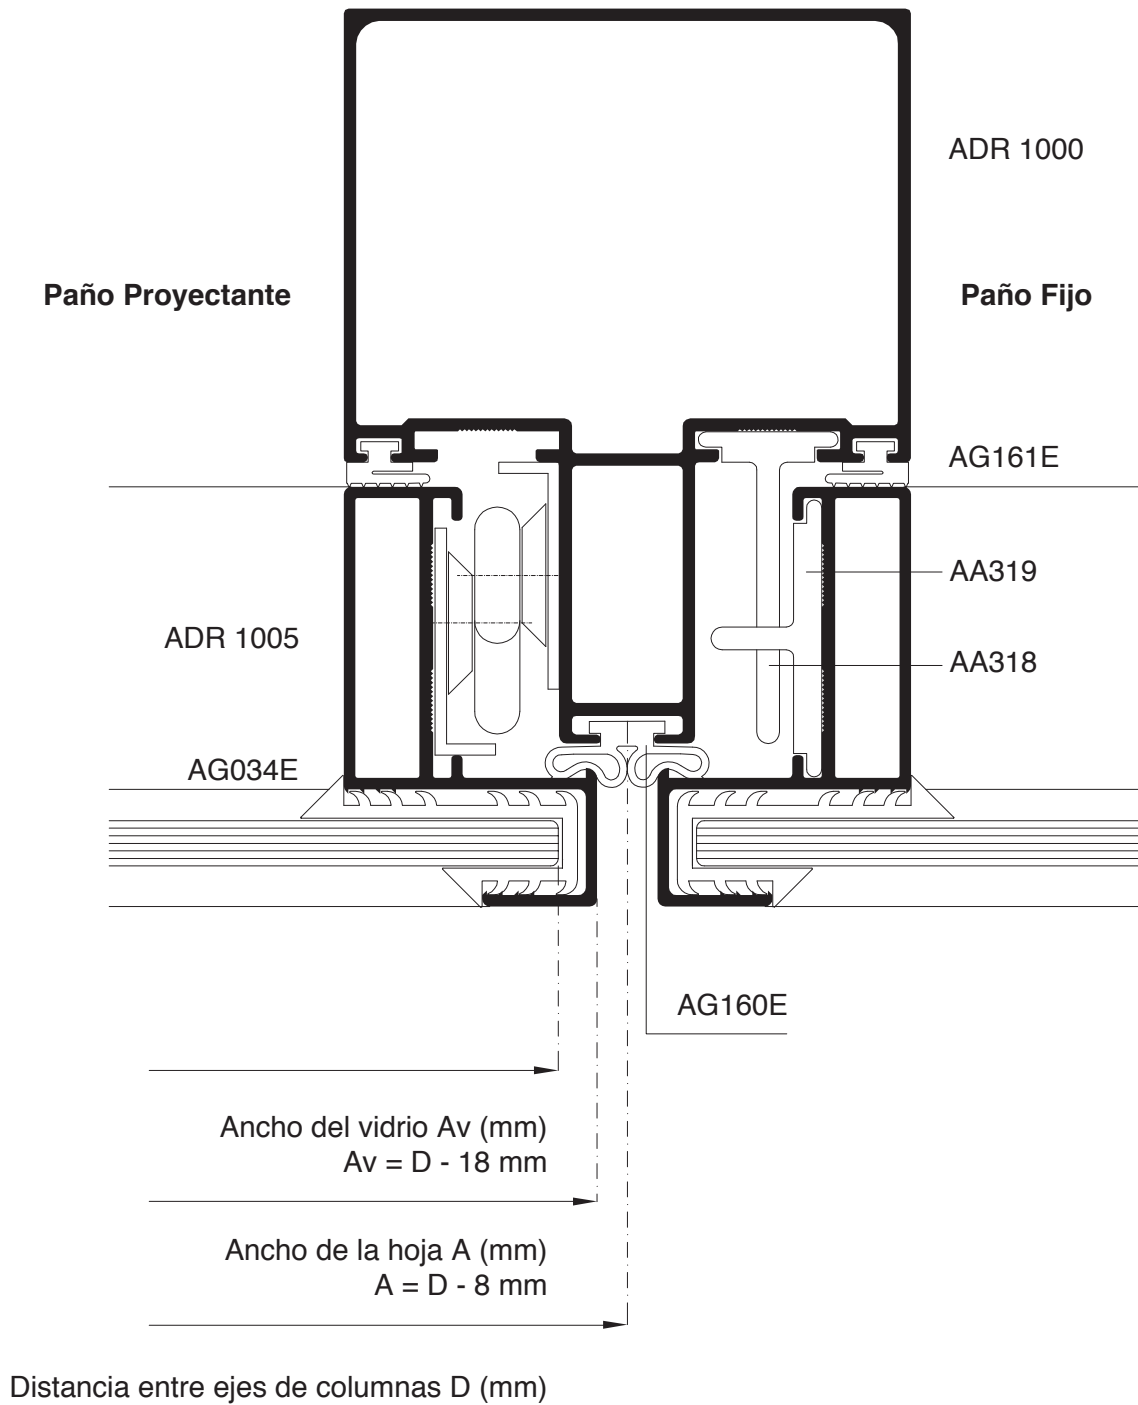 ADR 1000
Paño Proyectante
Paño Fijo
AG161E
AA319
ADR 1005
AA318
AG034E
AG160E
Ancho del vidrio Av (mm)
Av = D - 18 mm
Ancho de la hoja A (mm)
A = D - 8 mm
Distancia entre ejes de columnas D (mm)